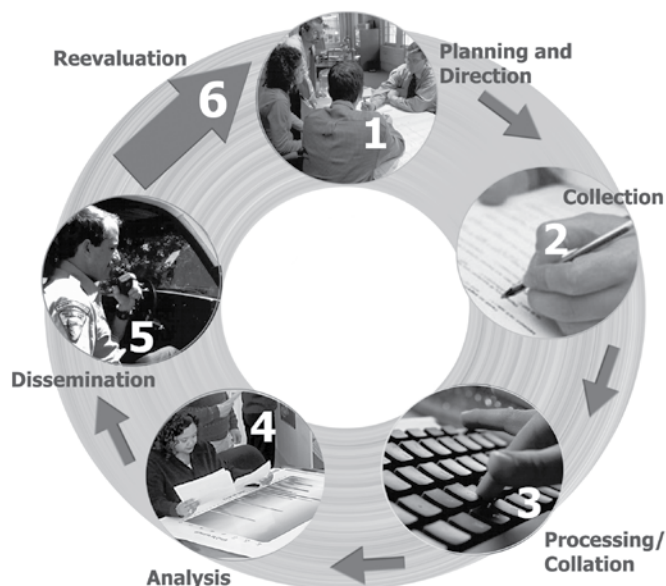 1
Planning and
Direction
2
Collection
3
Processing/
Collation
4
Analysis
5
Dissemination
6
Reevaluation